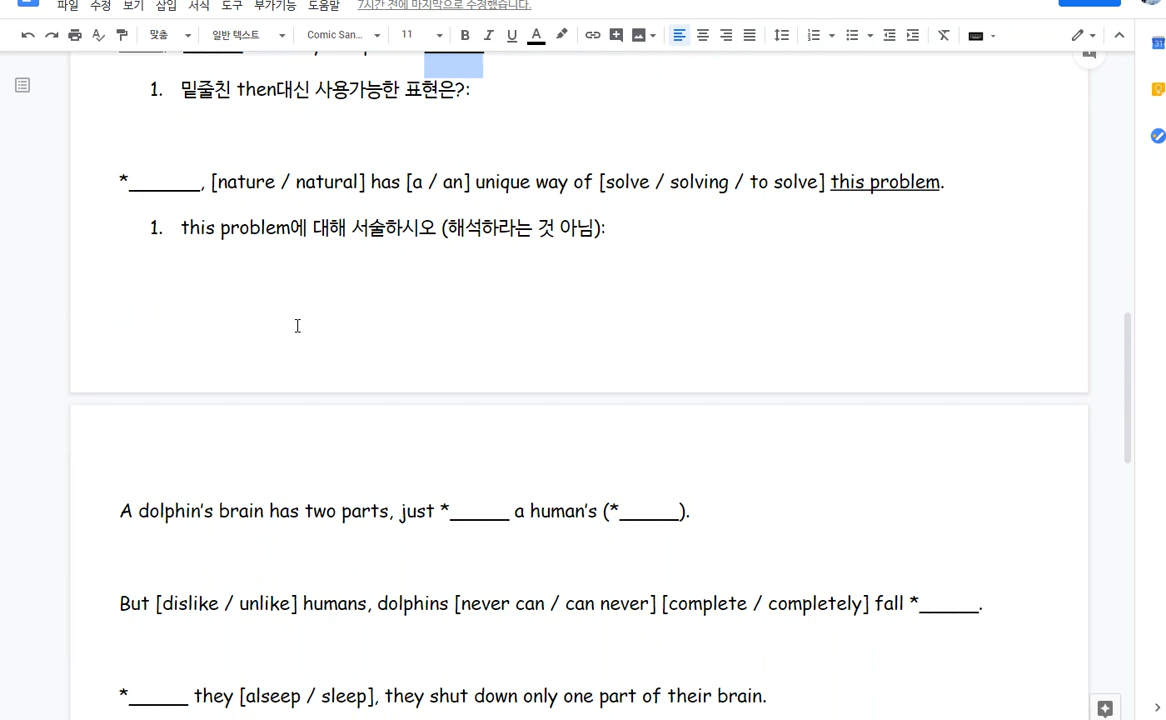 파일 수정 보기 삽입 서식 도구 부가기능 도움말 7시간 전에 마지막으로 수정했습니다.
맞춤 일반 텍스트 Comic San... 11
1. 밑줄친 then대신 사용가능한 표현은?:
*_______, [nature / natural] has [a / an] unique way of [solve / solving / to solve] this problem.
1. this problem에 대해 서술하시오 (해석하라는 것 아님):
A dolphin's brain has two parts, just *______ a human's (*______).
But [dislike / unlike] humans, dolphins [never can / can never] [complete / completely] fall *______.
*______ they [alseep / sleep], they shut down only one part of their brain.